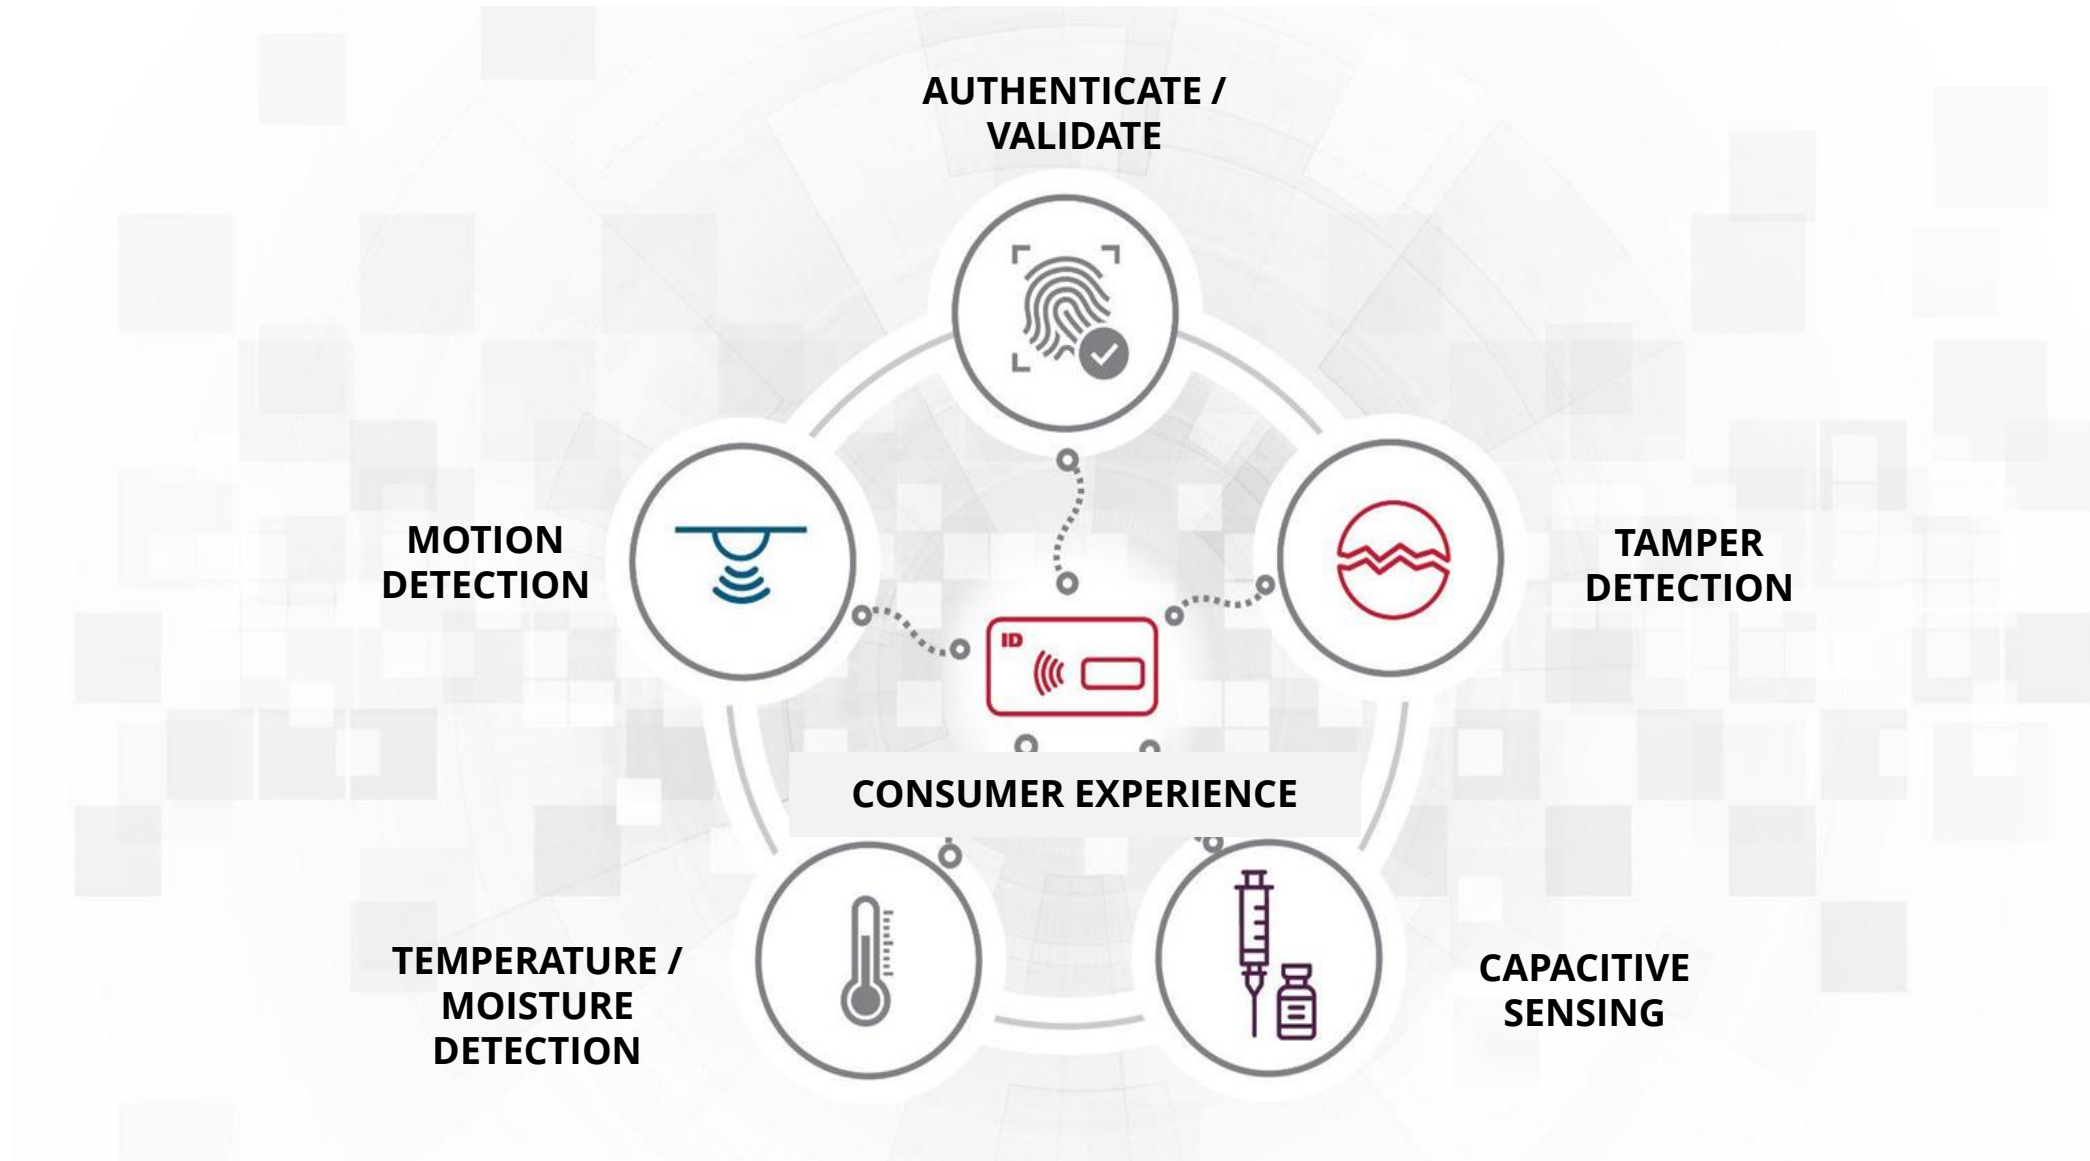 AUTHENTICATE /
VALIDATE
MOTION
DETECTION
TAMPER
DETECTION
ID
CONSUMER EXPERIENCE
TEMPERATURE /
MOISTURE
DETECTION
CAPACITIVE
SENSING